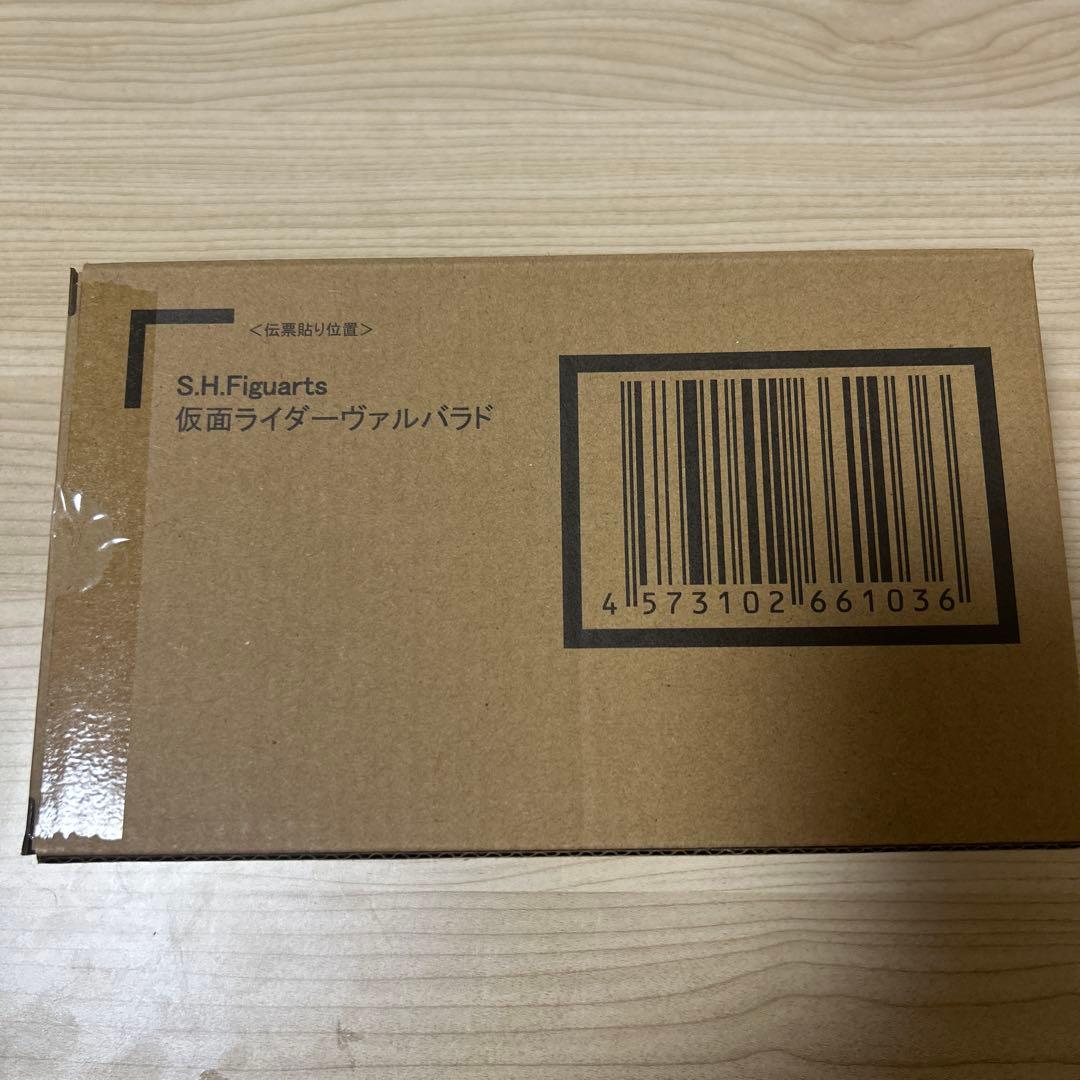 <伝票貼り位置>
S.H.Figuarts
仮面ライダーヴァルバラド
4 573102 661036